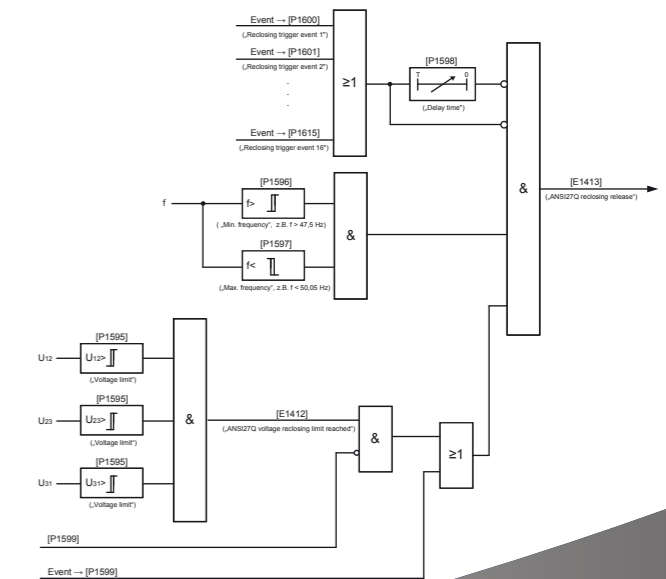 Event → [P1600]
(„Reclosing trigger event 1")
Event → [P1601]
(„Reclosing trigger event 2")
.
.
.
Event → [P1615]
(„Reclosing trigger event 16")
≥1
[P1598]
T 0
(„Delay time")
&
[E1413]
(„ANSI27Q reclosing release")
f
[P1596]
f>
( „Min. frequency", z.B. f > 47,5 Hz)
[P1597]
f<
(„Max. frequency", z.B. f < 50,05 Hz)
&
U12
[P1595]
U12>
(„Voltage limit")
U23
[P1595]
U23>
(„Voltage limit")
U31
[P1595]
U31>
(„Voltage limit")
&
[E1412]
(„ANSI27Q voltage reclosing limit reached")
&
≥1
[P1599]
Event → [P1599]